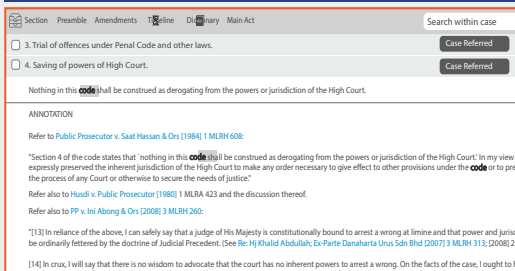 Section Preamble Amendments Timeline Dictionary Main Act Search within case
3. Trial of offences under Penal Code and other laws. Case Referred
4. Saving of powers of High Court. Case Referred
Nothing in this code shall be construed as derogating from the powers or jurisdiction of the High Court.
ANNOTATION
Refer to Public Prosecutor v. Saat Hassan & Ors [1984] 1 MLRH 608:
"Section 4 of the code states that `nothing in this code shall be construed as derogating from the powers or jurisdiction of the High Court.' In my view
expressly preserved the inherent jurisdiction of the High Court to make any order necessary to give effect to other provisions under the code or to pre
the process of any Court or otherwise to secure the needs of justice."
Refer also to Husdi v. Public Prosecutor [1980] 1 MLRA 423 and the discussion thereof.
Refer also to PP v. Ini Abong & Ors [2008] 3 MLRH 260:
"[13] In reliance of the above, I can safely say that a judge of His Majesty is constitutionally bound to arrest a wrong at limine and that power and jurisd
be ordinarily fettered by the doctrine of Judicial Precedent. (See Re: Hj Khalid Abdullah; Ex-Parte Danaharta Urus Sdn Bhd [2007] 3 MLRH 313; [2008] 2
[14] In crux, I will say that there is no wisdom to advocate that the court has no inherent powers to arrest a wrong. On the facts of the case, I ought to h